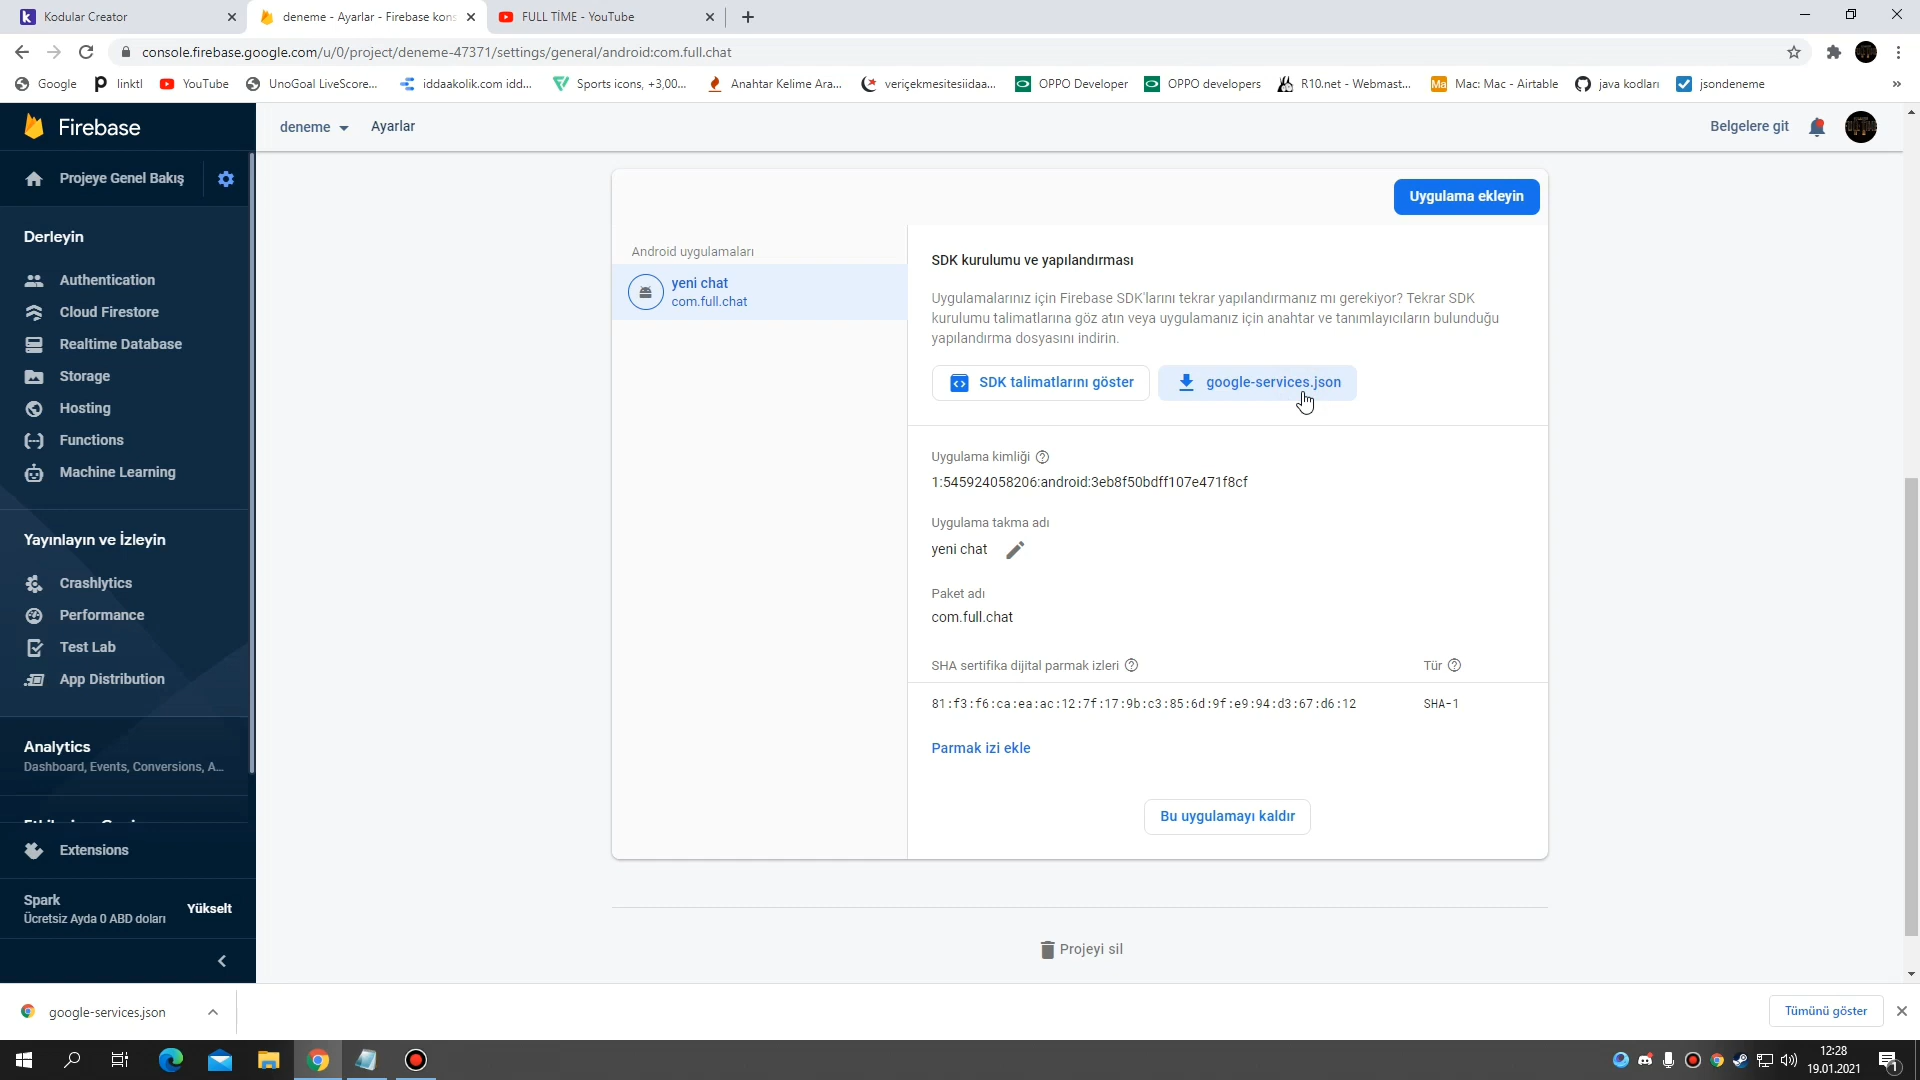 Kodular Creator
deneme - Ayarlar - Firebase kons
FULL TİME - YouTube
console.firebase.google.com/u/0/project/deneme-47371/settings/general/android:com.full.chat
Google
linktl
YouTube
UnoGoal LiveScore...
iddaakolik.com idd...
Sports icons, +3,00...
Anahtar Kelime Ara...
veriçekmesitesiidaa...
OPPO Developer
OPPO developers
R10.net - Webmast...
Mac: Mac - Airtable
java kodları
jsondeneme
»
Firebase
deneme
Ayarlar
Belgelere git
Projeye Genel Bakış
Uygulama ekleyin
Derleyin
Authentication
Cloud Firestore
Realtime Database
Storage
Hosting
Functions
Machine Learning
Yayınlayın ve İzleyin
Crashlytics
Performance
Test Lab
App Distribution
Analytics
Dashboard, Events, Conversions, A...
Extensions
Spark
Ücretsiz Ayda 0 ABD doları
Yükselt
Android uygulamaları
yeni chat
com.full.chat
SDK kurulumu ve yapılandırması
Uygulamalarınız için Firebase SDK'larını tekrar yapılandırmanız mı gerekiyor? Tekrar SDK
kurulumu talimatlarına göz atın veya uygulamanız için anahtar ve tanımlayıcıların bulunduğu
yapılandırma dosyasını indirin.
SDK talimatlarını göster
google-services.json
Uygulama kimliği
1:545924058206:android:3eb8f50bdff107e471f8cf
Uygulama takma adı
yeni chat
Paket adı
com.full.chat
SHA sertifika dijital parmak izleri
Tür
81:f3:f6:ca:ea:ac:12:7f:17:9b:c3:85:6d:9f:e9:94:d3:67:d6:12
SHA-1
Parmak izi ekle
Bu uygulamayı kaldır
Projeyi sil
google-services.json
Tümünü göster
12:28
19.01.2021
1